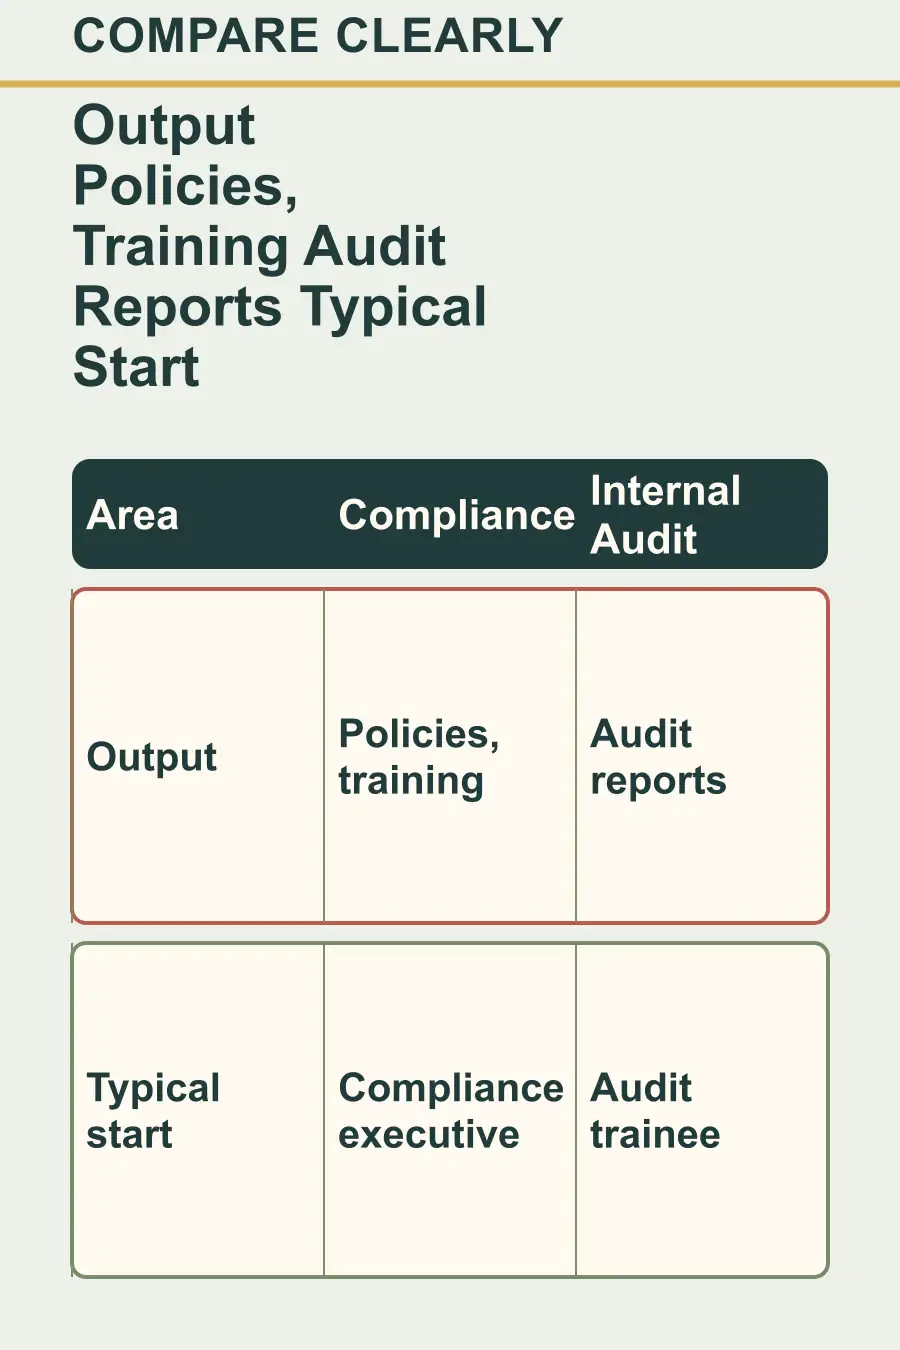 COMPARE CLEARLY
Output
Policies,
Training Audit
Reports Typical
Start
Area
Compliance
Internal
Audit
Output
Policies,
training
Audit
reports
Typical
start
Compliance
executive
Audit
trainee